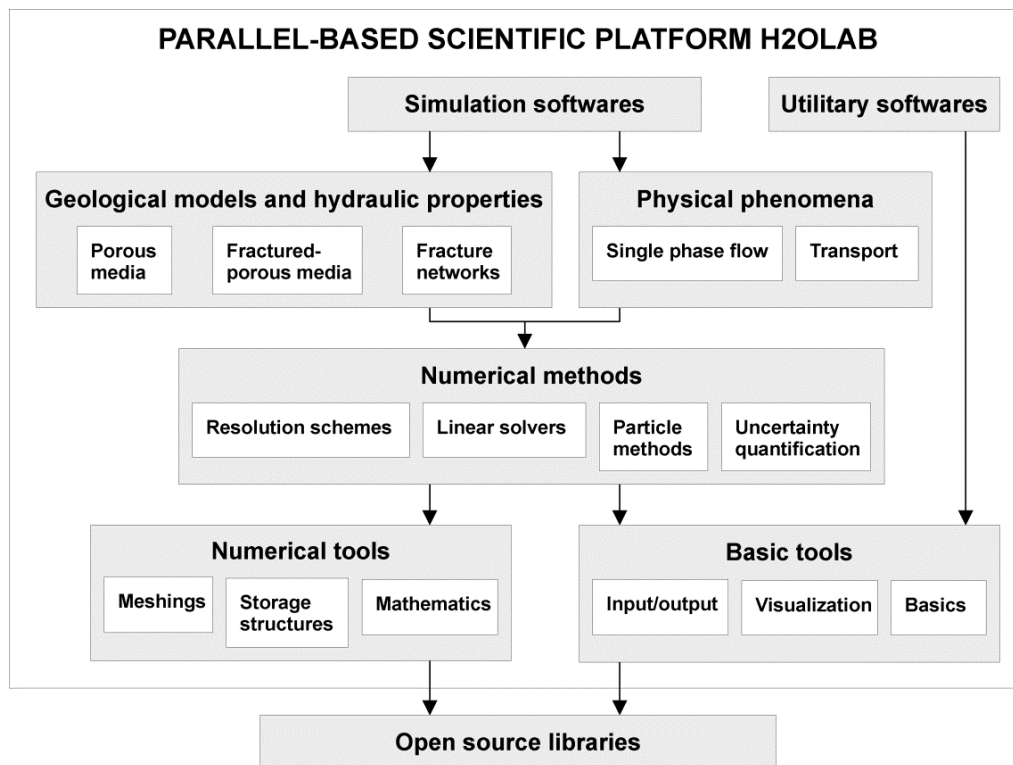 PARALLEL-BASED SCIENTIFIC PLATFORM H2OLAB
Simulation softwares
Utilitary softwares
Geological models and hydraulic properties
Porous
media
Fractured-
porous media
Fracture
networks
Physical phenomena
Single phase flow
Transport
Numerical methods
Resolution schemes
Linear solvers
Particle
methods
Uncertainty
quantification
Numerical tools
Meshings
Storage
structures
Mathematics
Basic tools
Input/output
Visualization
Basics
Open source libraries